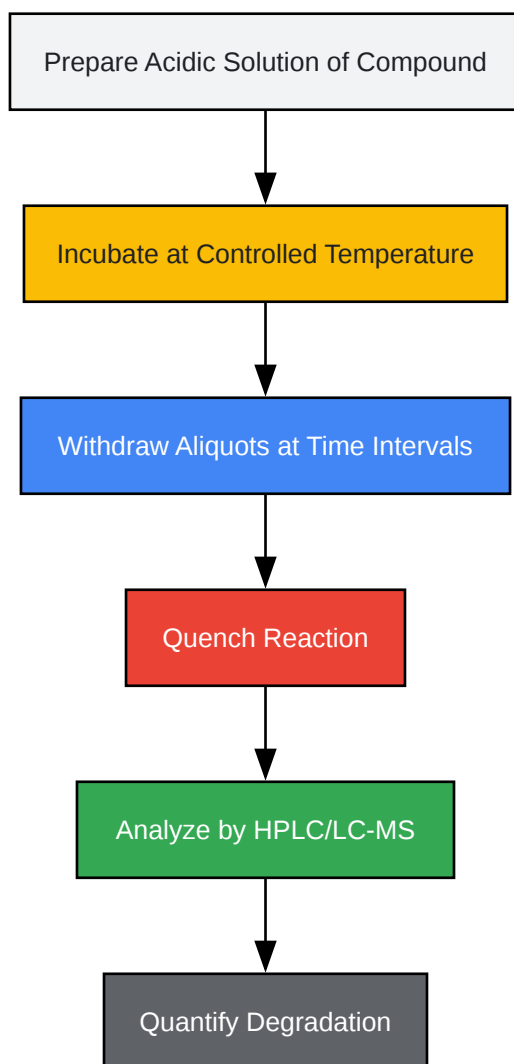 Prepare Acidic Solution of Compound
Incubate at Controlled Temperature
Withdraw Aliquots at Time Intervals
Quench Reaction
Analyze by HPLC/LC-MS
Quantify Degradation